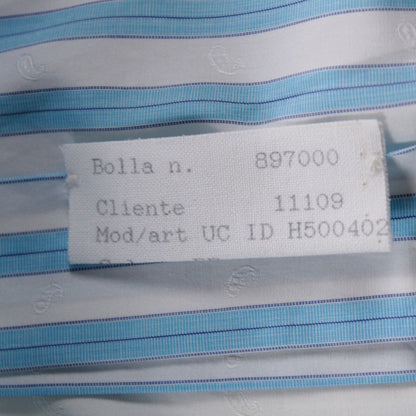 Bolla n. 897000
Cliente 11109
Mod/art UC ID H500402